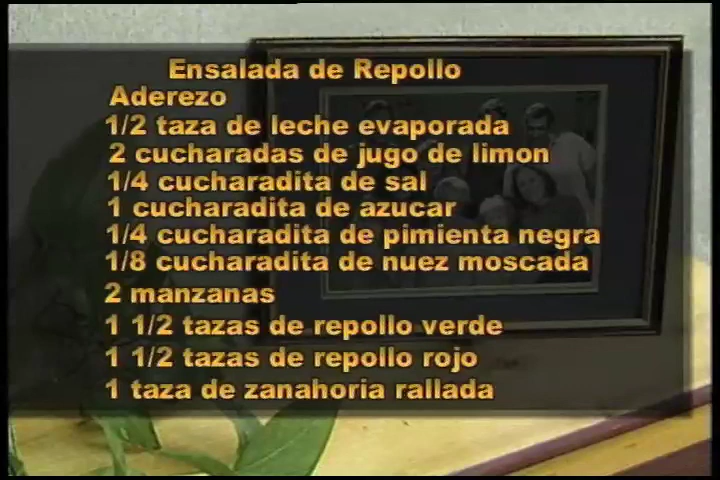 Ensalada de Repollo
Aderezo
1/2 taza de leche evaporada
2 cucharadas de jugo de limon
1/4 cucharadita de sal
1 cucharadita de azucar
1/4 cucharadita de pimienta negra
1/8 cucharadita de nuez moscada
2 manzanas
1 1/2 tazas de repollo verde
1 1/2 tazas de repollo rojo
1 taza de zanahoria rallada